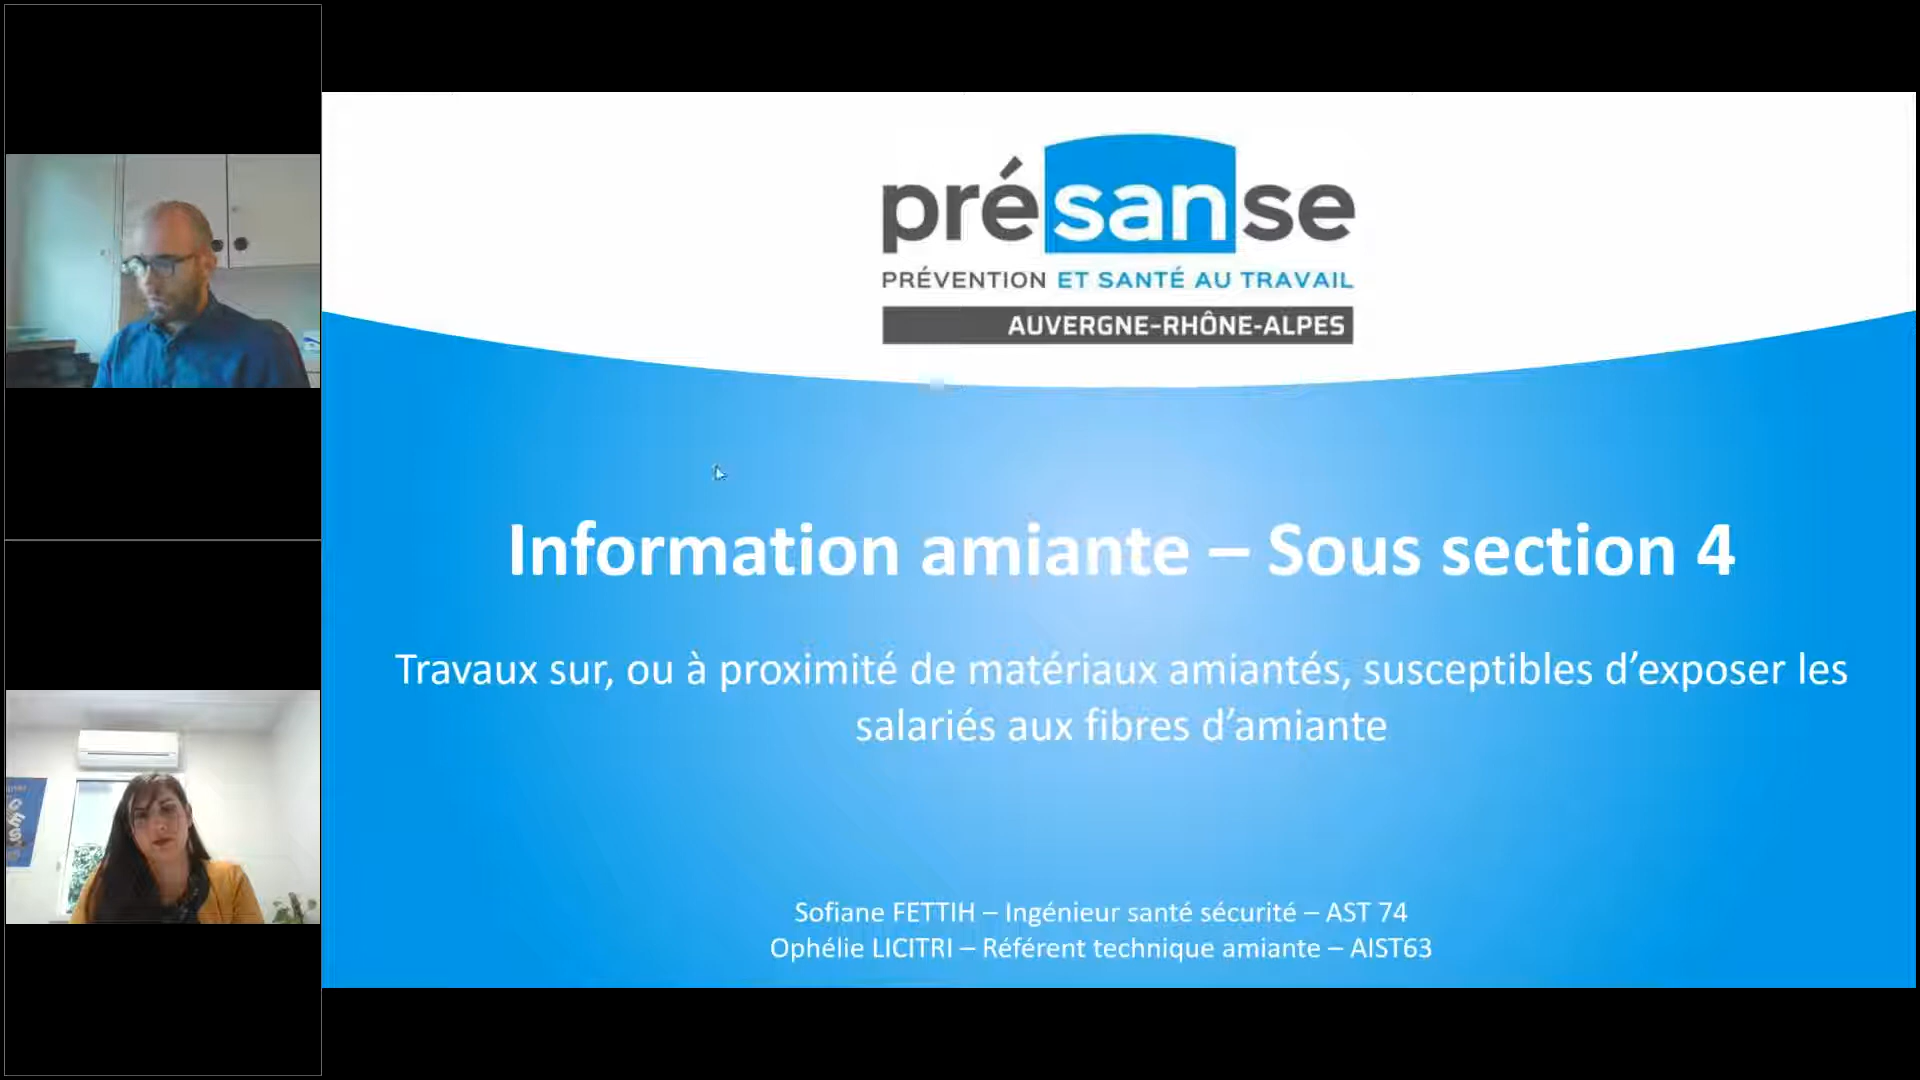 présanse
PRÉVENTION ET SANTÉ AU TRAVAIL
AUVERGNE-RHÔNE-ALPES
Information amiante – Sous section 4
Travaux sur, ou à proximité de matériaux amiantés, susceptibles d’exposer les
salariés aux fibres d’amiante
Sofiane FETTIH – Ingénieur santé sécurité – AST 74
Ophélie LICITRI – Référent technique amiante – AIST63